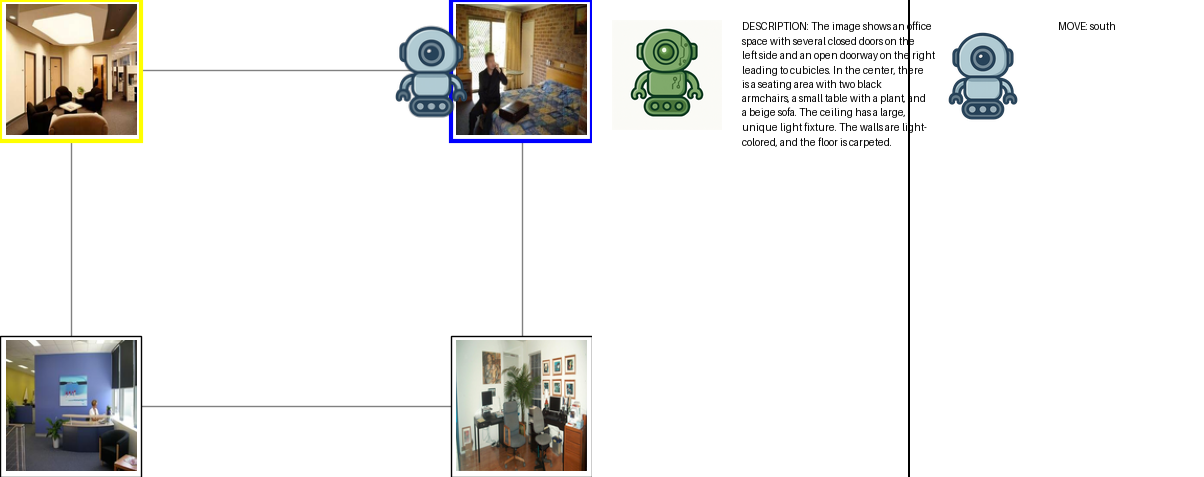 DESCRIPTION: The image shows an office
space with several closed doors on the
left side and an open doorway on the right
leading to cubicles. In the center, there
is a seating area with two black
armchairs, a small table with a plant, and
a beige sofa. The ceiling has a large,
unique light fixture. The walls are light-
colored, and the floor is carpeted.
MOVE: south